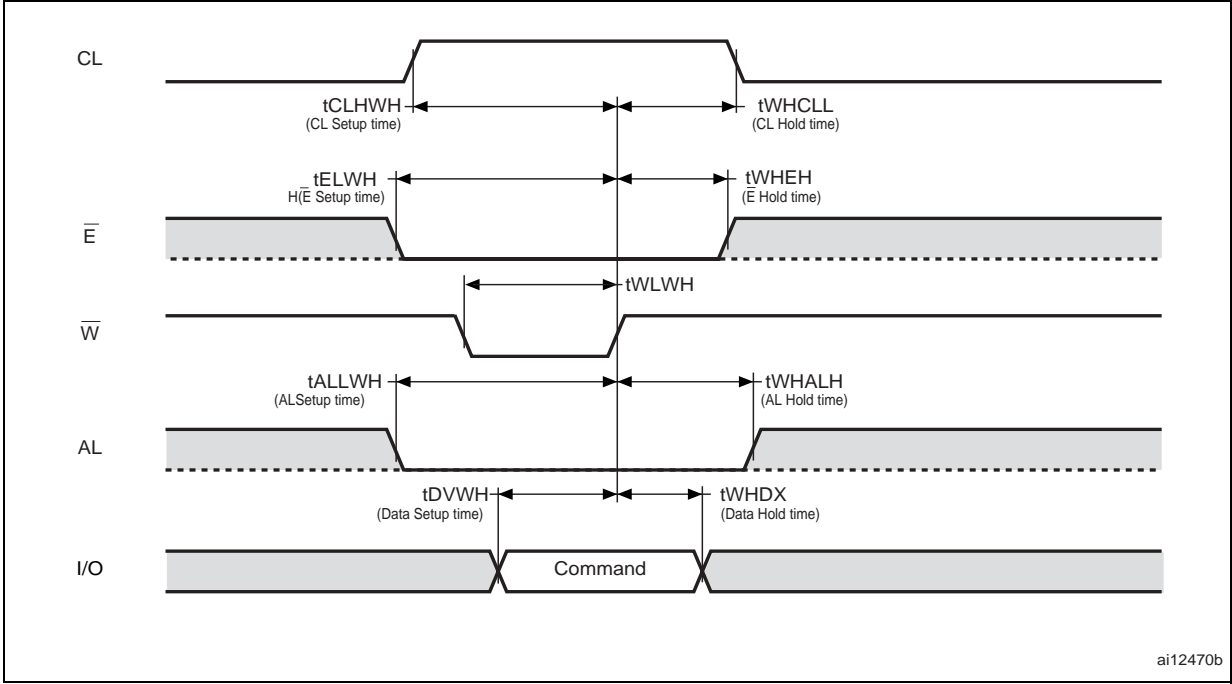 CL
tCLHWH
(CL Setup time)
tWHCLL
(CL Hold time)
tELWH
H(E̅ Setup time)
tWHEH
(E̅ Hold time)
E̅
tWLWH
W̅
tALLWH
(ALSetup time)
tWHALH
(AL Hold time)
AL
tDVWH
(Data Setup time)
tWHDX
(Data Hold time)
I/O
Command
ai12470b